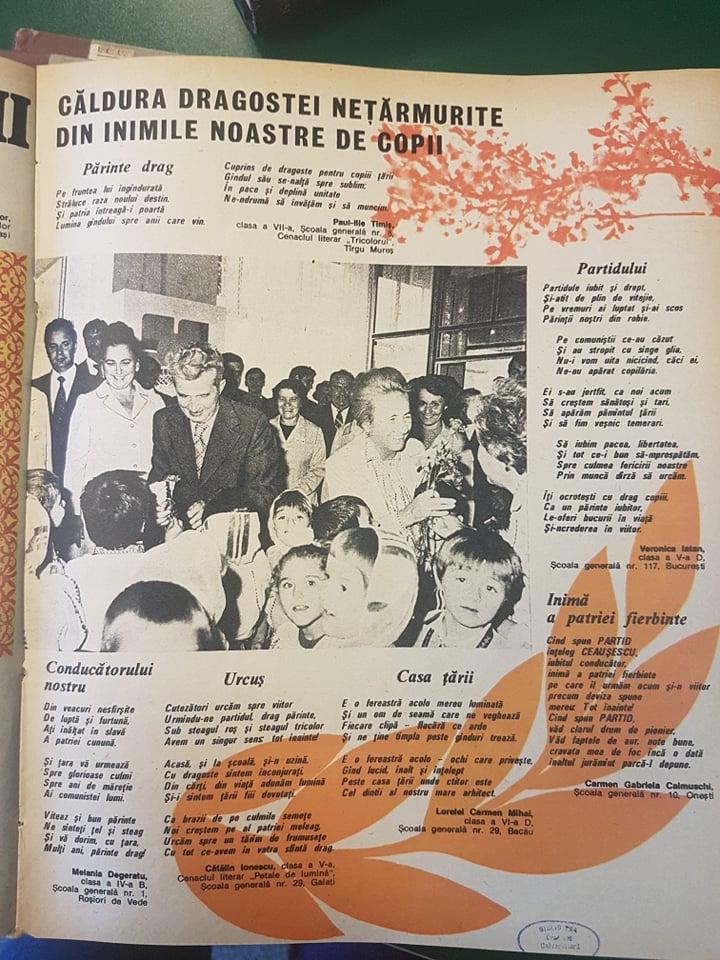 CĂLDURA DRAGOSTEI NEȚĂRMURITE
DIN INIMILE NOASTRE DE COPII
Părinte drag
Pe fruntea lui îngîndurată
Străluce raza noului destin.
Și patria întreagă-i poartă
Lumina gîndului spre anii care vin.
Cuprins de dragoste pentru copiii țării
Gîndul său se-nalță spre sublim;
În pace și deplină unitate
Ne-ndrumă să învățăm și să muncim.
Paul-Ilie Timiș,
clasa a VII-a, Școala generală nr.
Cenaclul literar „Tricolorul",
Tîrgu Mureș
Partidului
Partidule iubit și drept,
Și-atît de plin de vitejie,
Pe vremuri ai luptat și-ai scos
Părinții noștri din robie.
Pe comuniștii ce-au căzut
Și au stropit cu sînge glia,
Nu-i vom uita nicicînd, căci ei,
Ne-au apărat copilăria.
Ei s-au jertfit, ca noi acum
Să creștem sănătoși și tari,
Să apărăm pămîntul țării
Și să fim veșnic temerari.
Să iubim pacea, libertatea,
Și tot ce-i bun să-mprospătăm,
Spre culmea fericirii noastre
Prin muncă dîrză să urcăm.
Îți ocrotești cu drag copiii,
Ca un părinte iubitor,
Le-oferi bucurii în viață
Și-ncrederea în viitor.
Veronica Istan,
clasa a V-a D,
Școala generală nr. 117, București
Inimă
a patriei fierbinte
Cînd spun PARTID
înțeleg CEAUȘESCU,
iubitul conducător,
inimă a patriei fierbinte
pe care îl urmăm acum și-n viitor
precum deviza spune
mereu: Tot înainte!
Cînd spun PARTID,
văd clarul drum de pionier.
Văd faptele de aur, note bune,
cravata mea de foc încă o dată
înaltul jurămînt parcă-l depune.
Carmen Gabriela Calmuschi,
Școala generală nr. 10, Onești
Conducătorului
nostru
Din veacuri nesfîrșite
De luptă și furtună,
Ați înălțat în slavă
A patriei cunună.
Și țara vă urmează
Spre glorioase culmi
Spre ani de măreție
Ai comunistei lumi.
Viteaz și bun părinte
Ne sînteți țel și steag
Și vă dorim, cu țara,
Mulți ani, părinte drag!
Melania Degeratu,
clasa a IV-a B,
Școala generală nr. 1,
Roșiori de Vede
Urcuș
Cutezători urcăm spre viitor
Urmîndu-ne partidul, drag părinte,
Sub steagul roș și steagul tricolor
Avem un singur sens: tot înainte!
Acasă, și la școală, și-n uzină,
Cu dragoste sîntem înconjurați,
Din cărți, din viață adunăm lumină
Și-i sîntem țării fiii devotați.
Ca brazii de pe culmile semețe
Noi creștem pe al patriei meleag,
Urcăm spre un tărîm de frumusețe
Cu tot ce-avem în vatra sfîntă drag.
Cătălin Ionescu, clasa a V-a,
Cenaclul literar „Petale de lumină",
Școala generală nr. 29, Galați
Casa țării
E o fereastră acolo mereu luminată
Și un om de seamă care ne veghează
Fiecare clipă – flacără ce arde
Și ne ține tîmpla peste gînduri trează.
E o fereastră acolo – ochi care privește,
Gînd lucid, înalt și înțelept
Peste casa țării unde ctitor este
Cel dintîi al nostru mare arhitect.
Lorelei Carmen Mihai,
clasa a VI-a D,
Școala generală nr. 29, Bacău